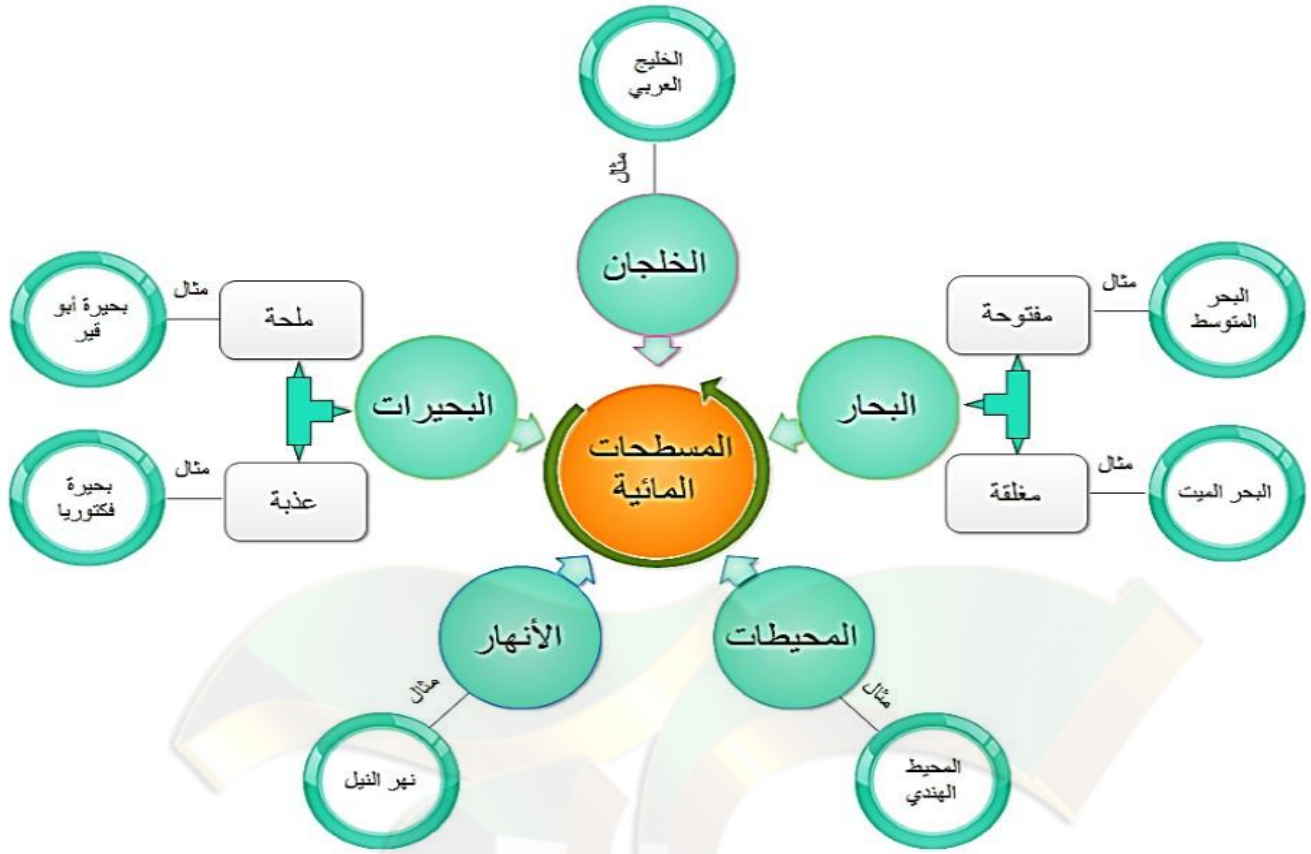 الخليج
العربي
مثال
الخلجان
البحر
المتوسط
مثال
مفتوحة
البحار
مغلقة
مثال
البحر الميت
ملحة
مثال
بحيرة أبو
قير
البحيرات
عذبة
مثال
بحيرة
فكتوريا
المسطحات
المائية
المحيطات
مثال
المحيط
الهندي
الأنهار
مثال
نهر النيل